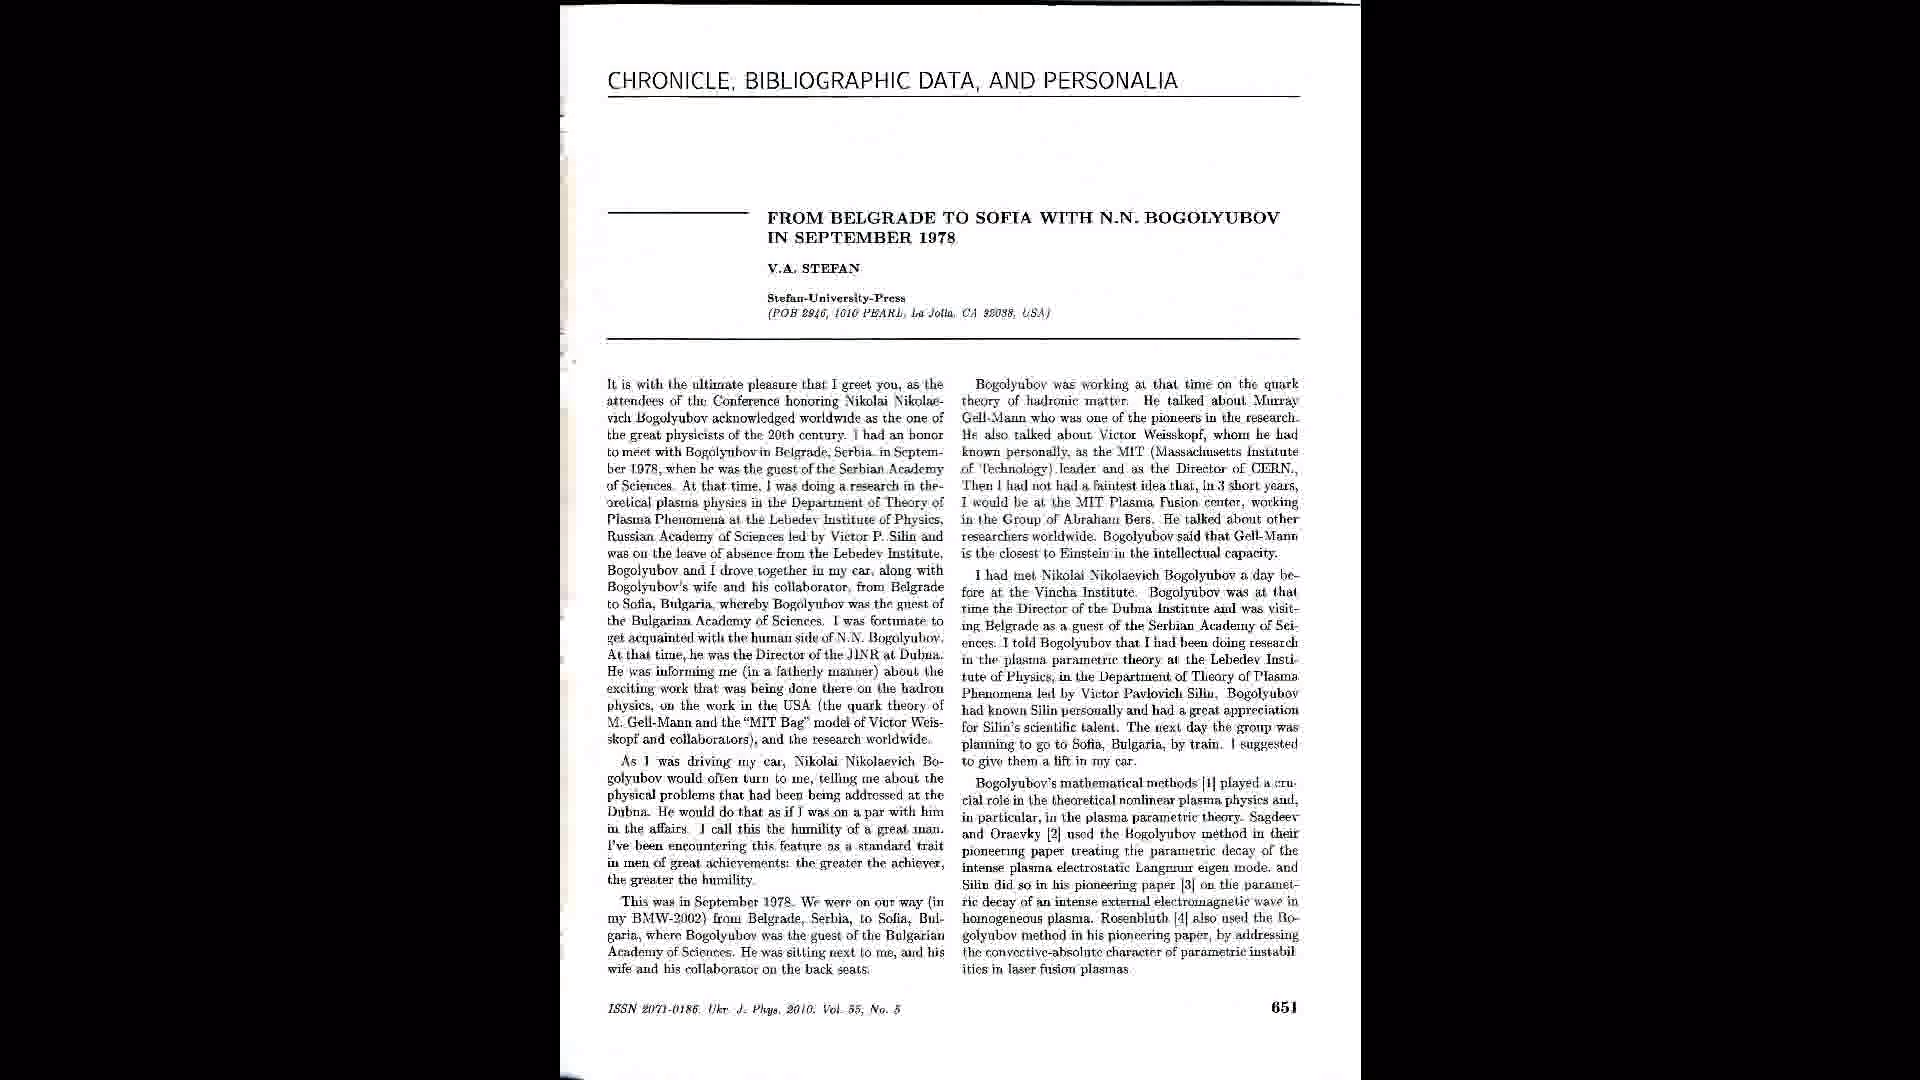 CHRONICLE, BIBLIOGRAPHIC DATA, AND PERSONALIA
FROM BELGRADE TO SOFIA WITH N.N. BOGOLYUBOV
IN SEPTEMBER 1978
V.A. STEFAN
Stefan-University-Press
(POB 2946, 1010 PEARL, La Jolla, CA 92038, USA)
It is with the ultimate pleasure that I greet you, as the
attendees of the Conference honoring Nikolai Nikolae-
vich Bogolyubov acknowledged worldwide as the one of
the great physicists of the 20th century. I had an honor
to meet with Bogolyubov in Belgrade, Serbia, in Septem-
ber 1978, when he was the guest of the Serbian Academy
of Sciences. At that time, I was doing a research in the-
oretical plasma physics in the Department of Theory of
Plasma Phenomena at the Lebedev Institute of Physics,
Russian Academy of Sciences led by Victor P. Silin and
was on the leave of absence from the Lebedev Institute.
Bogolyubov and I drove together in my car, along with
Bogolyubov's wife and his collaborator, from Belgrade
to Sofia, Bulgaria, whereby Bogolyubov was the guest of
the Bulgarian Academy of Sciences. I was fortunate to
get acquainted with the human side of N.N. Bogolyubov.
At that time, he was the Director of the JINR at Dubna.
He was informing me (in a fatherly manner) about the
exciting work that was being done there on the hadron
physics, on the work in the USA (the quark theory of
M. Gell-Mann and the "MIT Bag" model of Victor Weis-
skopf and collaborators), and the research worldwide.
As I was driving my car, Nikolai Nikolaevich Bo-
golyubov would often turn to me, telling me about the
physical problems that had been being addressed at the
Dubna. He would do that as if I was on a par with him
in the affairs. I call this the humility of a great man.
I've been encountering this feature as a standard trait
in men of great achievements: the greater the achiever,
the greater the humility.
This was in September 1978. We were on our way (in
my BMW-2002) from Belgrade, Serbia, to Sofia, Bul-
garia, where Bogolyubov was the guest of the Bulgarian
Academy of Sciences. He was sitting next to me, and his
wife and his collaborator on the back seats.
Bogolyubov was working at that time on the quark
theory of hadronic matter. He talked about Murray
Gell-Mann who was one of the pioneers in the research.
He also talked about Victor Weisskopf, whom he had
known personally, as the MIT (Massachusetts Institute
of Technology) leader and as the Director of CERN.,
Then I had not had a faintest idea that, in 3 short years,
I would be at the MIT Plasma Fusion center, working
in the Group of Abraham Bers. He talked about other
researchers worldwide. Bogolyubov said that Gell-Mann
is the closest to Einstein in the intellectual capacity.
I had met Nikolai Nikolaevich Bogolyubov a day be-
fore at the Vincha Institute. Bogolyubov was at that
time the Director of the Dubna Institute and was visit-
ing Belgrade as a guest of the Serbian Academy of Sci-
ences. I told Bogolyubov that I had been doing research
in the plasma parametric theory at the Lebedev Insti-
tute of Physics, in the Department of Theory of Plasma
Phenomena led by Victor Pavlovich Silin. Bogolyubov
had known Silin personally and had a great appreciation
for Silin's scientific talent. The next day the group was
planning to go to Sofia, Bulgaria, by train. I suggested
to give them a lift in my car.
Bogolyubov's mathematical methods [1] played a cru-
cial role in the theoretical nonlinear plasma physics and,
in particular, in the plasma parametric theory. Sagdeev
and Oraevky [2] used the Bogolyubov method in their
pioneering paper treating the parametric decay of the
intense plasma electrostatic Langmur eigen mode, and
Silin did so in his pioneering paper [3] on the paramet-
ric decay of an intense external electromagnetic wave in
homogeneous plasma. Rosenbluth [4] also used the Bo-
golyubov method in his pioneering paper, by addressing
the convective-absolute character of parametric instabil
ities in laser fusion plasmas
ISSN 2071-0186. Ukr. J. Phys. 2010. Vol. 55, No. 5
651